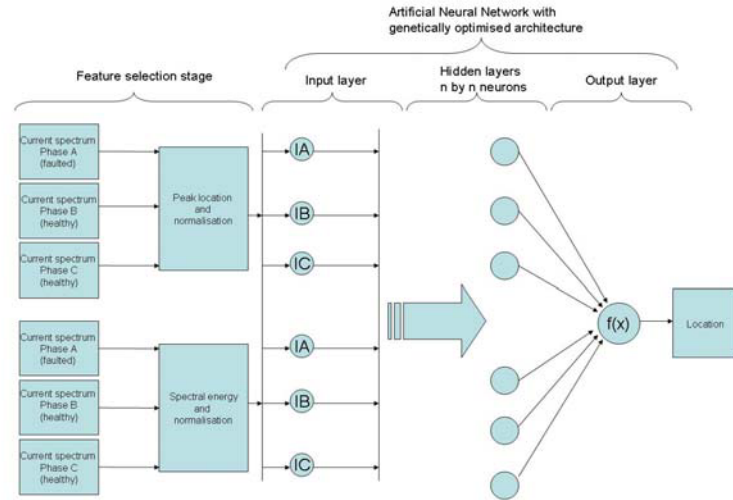 Artificial Neural Network with
genetically optimised architecture
Feature selection stage
Input layer
Hidden layers
n by n neurons
Output layer
Current spectrum
Phase A
(faulted)
Current spectrum
Phase B
(healthy)
Current spectrum
Phase C
(healthy)
Peak location
and
normalisation
IA
IB
IC
Current spectrum
Phase A
(faulted)
Current spectrum
Phase B
(healthy)
Current spectrum
Phase C
(healthy)
Spectral energy
and
normalisation
IA
IB
IC
f(x)
Location